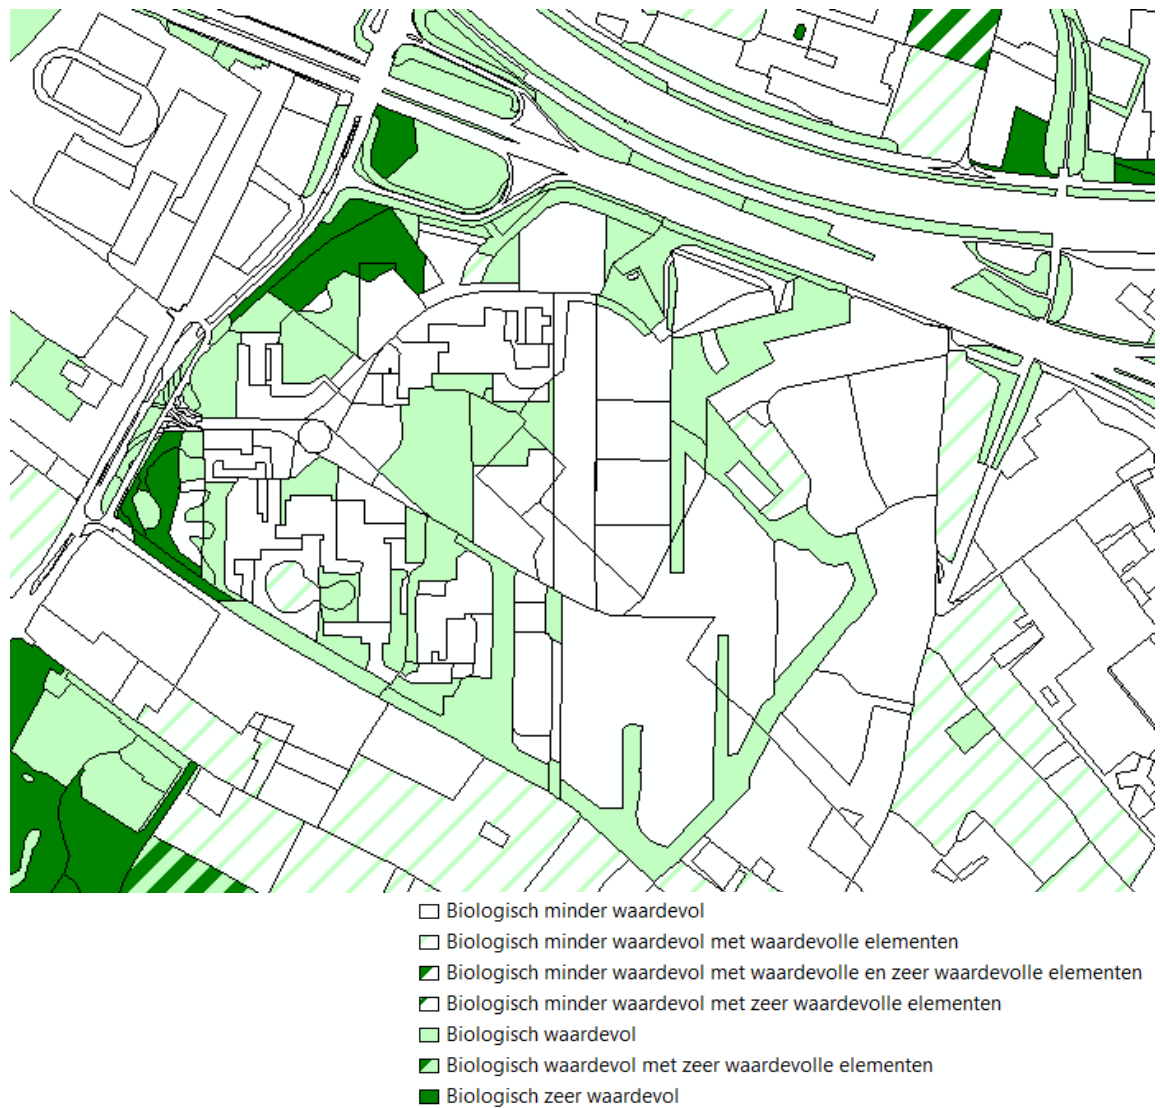 Biologisch minder waardevol
Biologisch minder waardevol met waardevolle elementen
Biologisch minder waardevol met waardevolle en zeer waardevolle elementen
Biologisch minder waardevol met zeer waardevolle elementen
Biologisch waardevol
Biologisch waardevol met zeer waardevolle elementen
Biologisch zeer waardevol